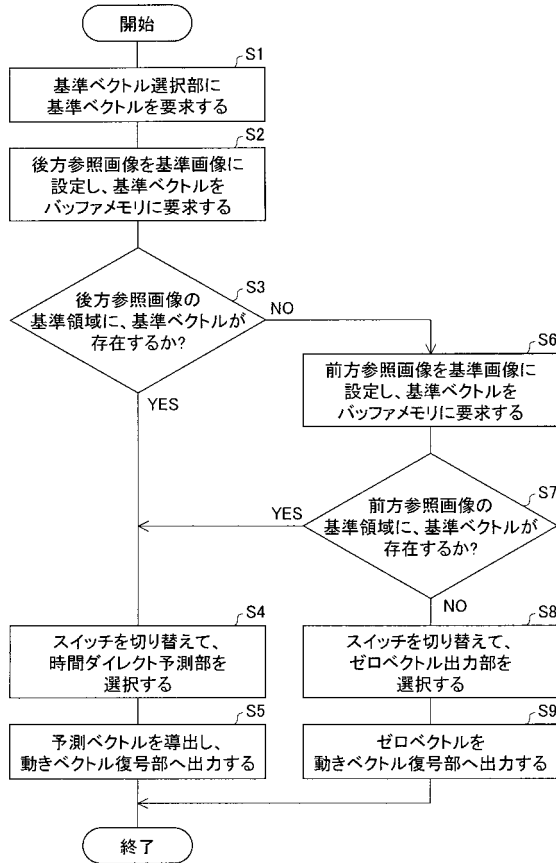 開始
S1
基準ベクトル選択部に
基準ベクトルを要求する
S2
後方参照画像を基準画像に
設定し、基準ベクトルを
バッファメモリに要求する
S3
後方参照画像の
基準領域に、基準ベクトルが
存在するか?
NO
YES
S6
前方参照画像を基準画像に
設定し、基準ベクトルを
バッファメモリに要求する
S7
前方参照画像の
基準領域に、基準ベクトルが
存在するか?
YES
NO
S4
スイッチを切り替えて、
時間ダイレクト予測部を
選択する
S5
予測ベクトルを導出し、
動きベクトル復号部へ出力する
S8
スイッチを切り替えて、
ゼロベクトル出力部を
選択する
S9
ゼロベクトルを
動きベクトル復号部へ出力する
終了